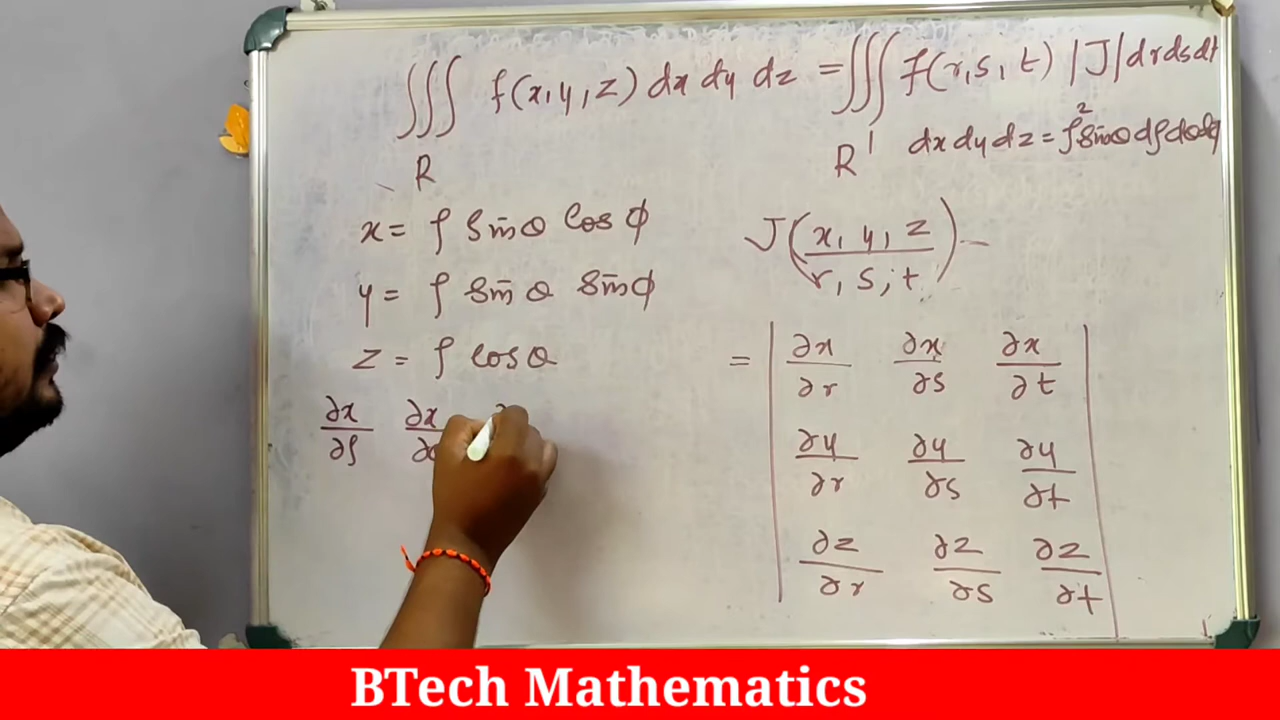 ∭ f(x,y,z) dx dy dz = ∭ f(r,s,t) |J| dr ds dt
R R' dx dy dz = ρ² sinθ dρ dθ dφ
x = ρ sinθ cosφ
y = ρ sinθ sinφ
z = ρ cosθ
∂x/∂ρ ∂x/∂
J(x,y,z / r,s,t) =
= | ∂x/∂r ∂x/∂s ∂x/∂t |
| ∂y/∂r ∂y/∂s ∂y/∂t |
| ∂z/∂r ∂z/∂s ∂z/∂t |
BTech Mathematics